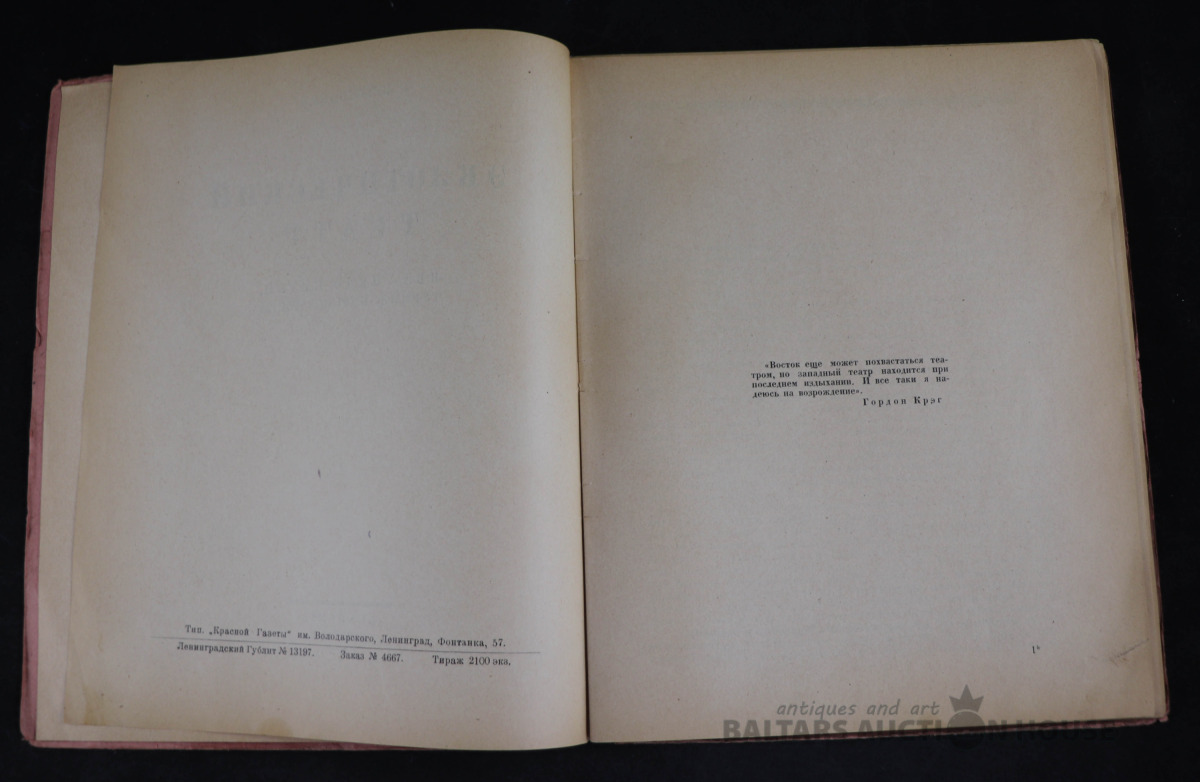 Тип. „Красной Газеты" им. Володарского, Ленинград, Фонтанка, 57.
Ленинградский Гублит № 13197. Заказ № 4667. Тираж 2100 экз.
«Восток еще может похвастаться теа-
тром, но западный театр находится при
последнем издыхании. И все таки я на-
деюсь на возрождение».
Гордон Крэг
1*
antiques and art
BALTARS AUCTION HOUSE